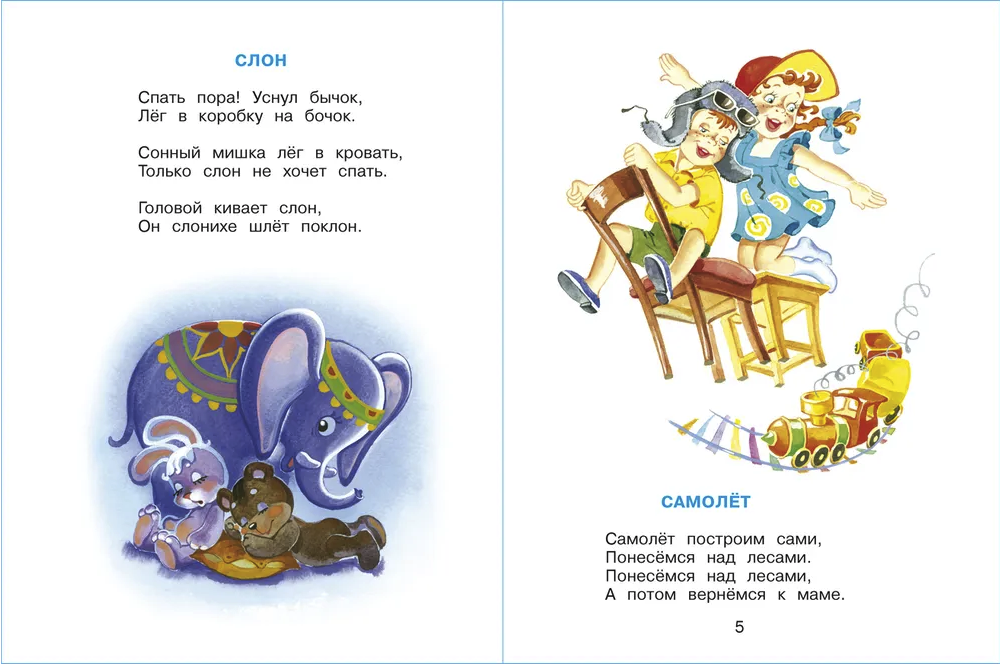 СЛОН
Спать пора! Уснул бычок,
Лёг в коробку на бочок.
Сонный мишка лёг в кровать,
Только слон не хочет спать.
Головой кивает слон,
Он слонихе шлёт поклон.
САМОЛЁТ
Самолёт построим сами,
Понесёмся над лесами.
Понесёмся над лесами,
А потом вернёмся к маме.
5